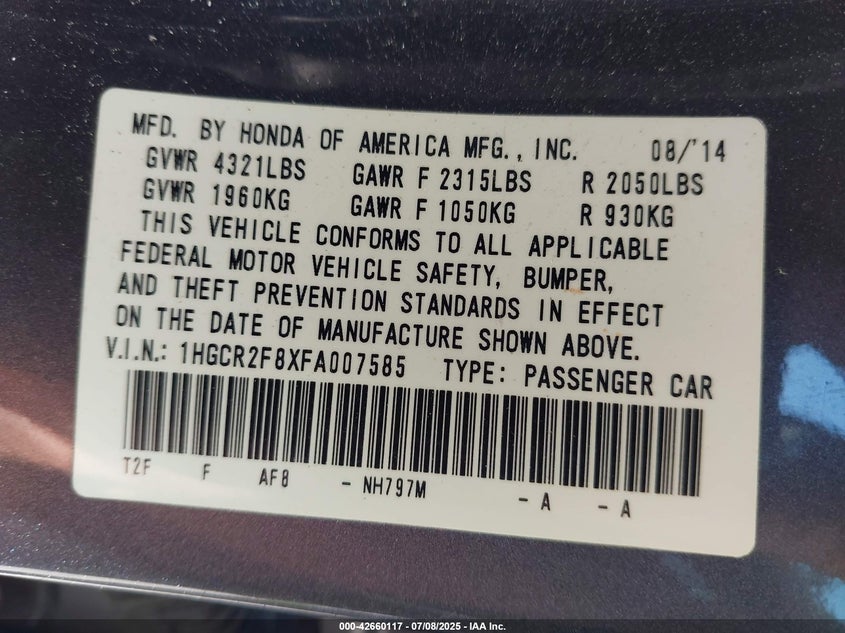 MFD. BY HONDA OF AMERICA MFG., INC. 08/'14
GVWR 4321LBS GAWR F 2315LBS R 2050LBS
GVWR 1960KG GAWR F 1050KG R 930KG
THIS VEHICLE CONFORMS TO ALL APPLICABLE
FEDERAL MOTOR VEHICLE SAFETY, BUMPER,
AND THEFT PREVENTION STANDARDS IN EFFECT
ON THE DATE OF MANUFACTURE SHOWN ABOVE.
V.I.N.: 1HGCR2F8XFA007585 TYPE: PASSENGER CAR
T2F F AF8 - NH797M - A - A
000-42660117 - 07/08/2025 - IAA Inc.